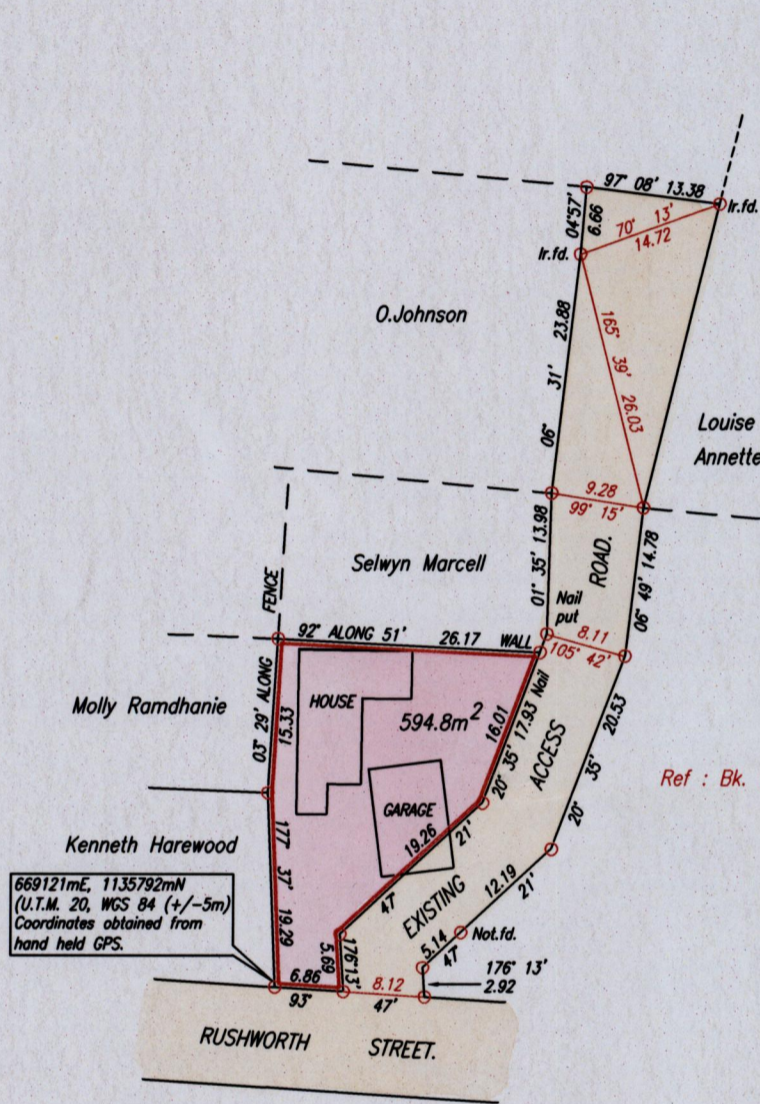 97° 08' 13.38
Ir.fd.
04°57'
6.66
70° 13'
14.72
Ir.fd.
O.Johnson
06° 31' 23.88
165° 39' 26.03
Louise
Annette
9.28
99° 15'
Selwyn Marcell
01° 35' 13.98
ROAD.
06° 49' 14.78
FENCE
Nail
put
8.11
105° 42'
92° ALONG 51' 26.17 WALL
Molly Ramdhanie
03° 29' ALONG
15.33
HOUSE
594.8m²
16.01
20° 35' 17.93 Nail
ACCESS
20° 35' 20.53
Ref : Bk.
GARAGE
19.26
47 21'
Kenneth Harewood
177 37' 19.29
669121mE, 1135792mN
(U.T.M. 20, WGS 84 (+/-5m)
Coordinates obtained from
hand held GPS.
EXISTING
12.19
21'
Not.fd.
5.14
47
176° 13'
2.92
5.69
176°13'
6.86
93°
8.12
47'
RUSHWORTH STREET.